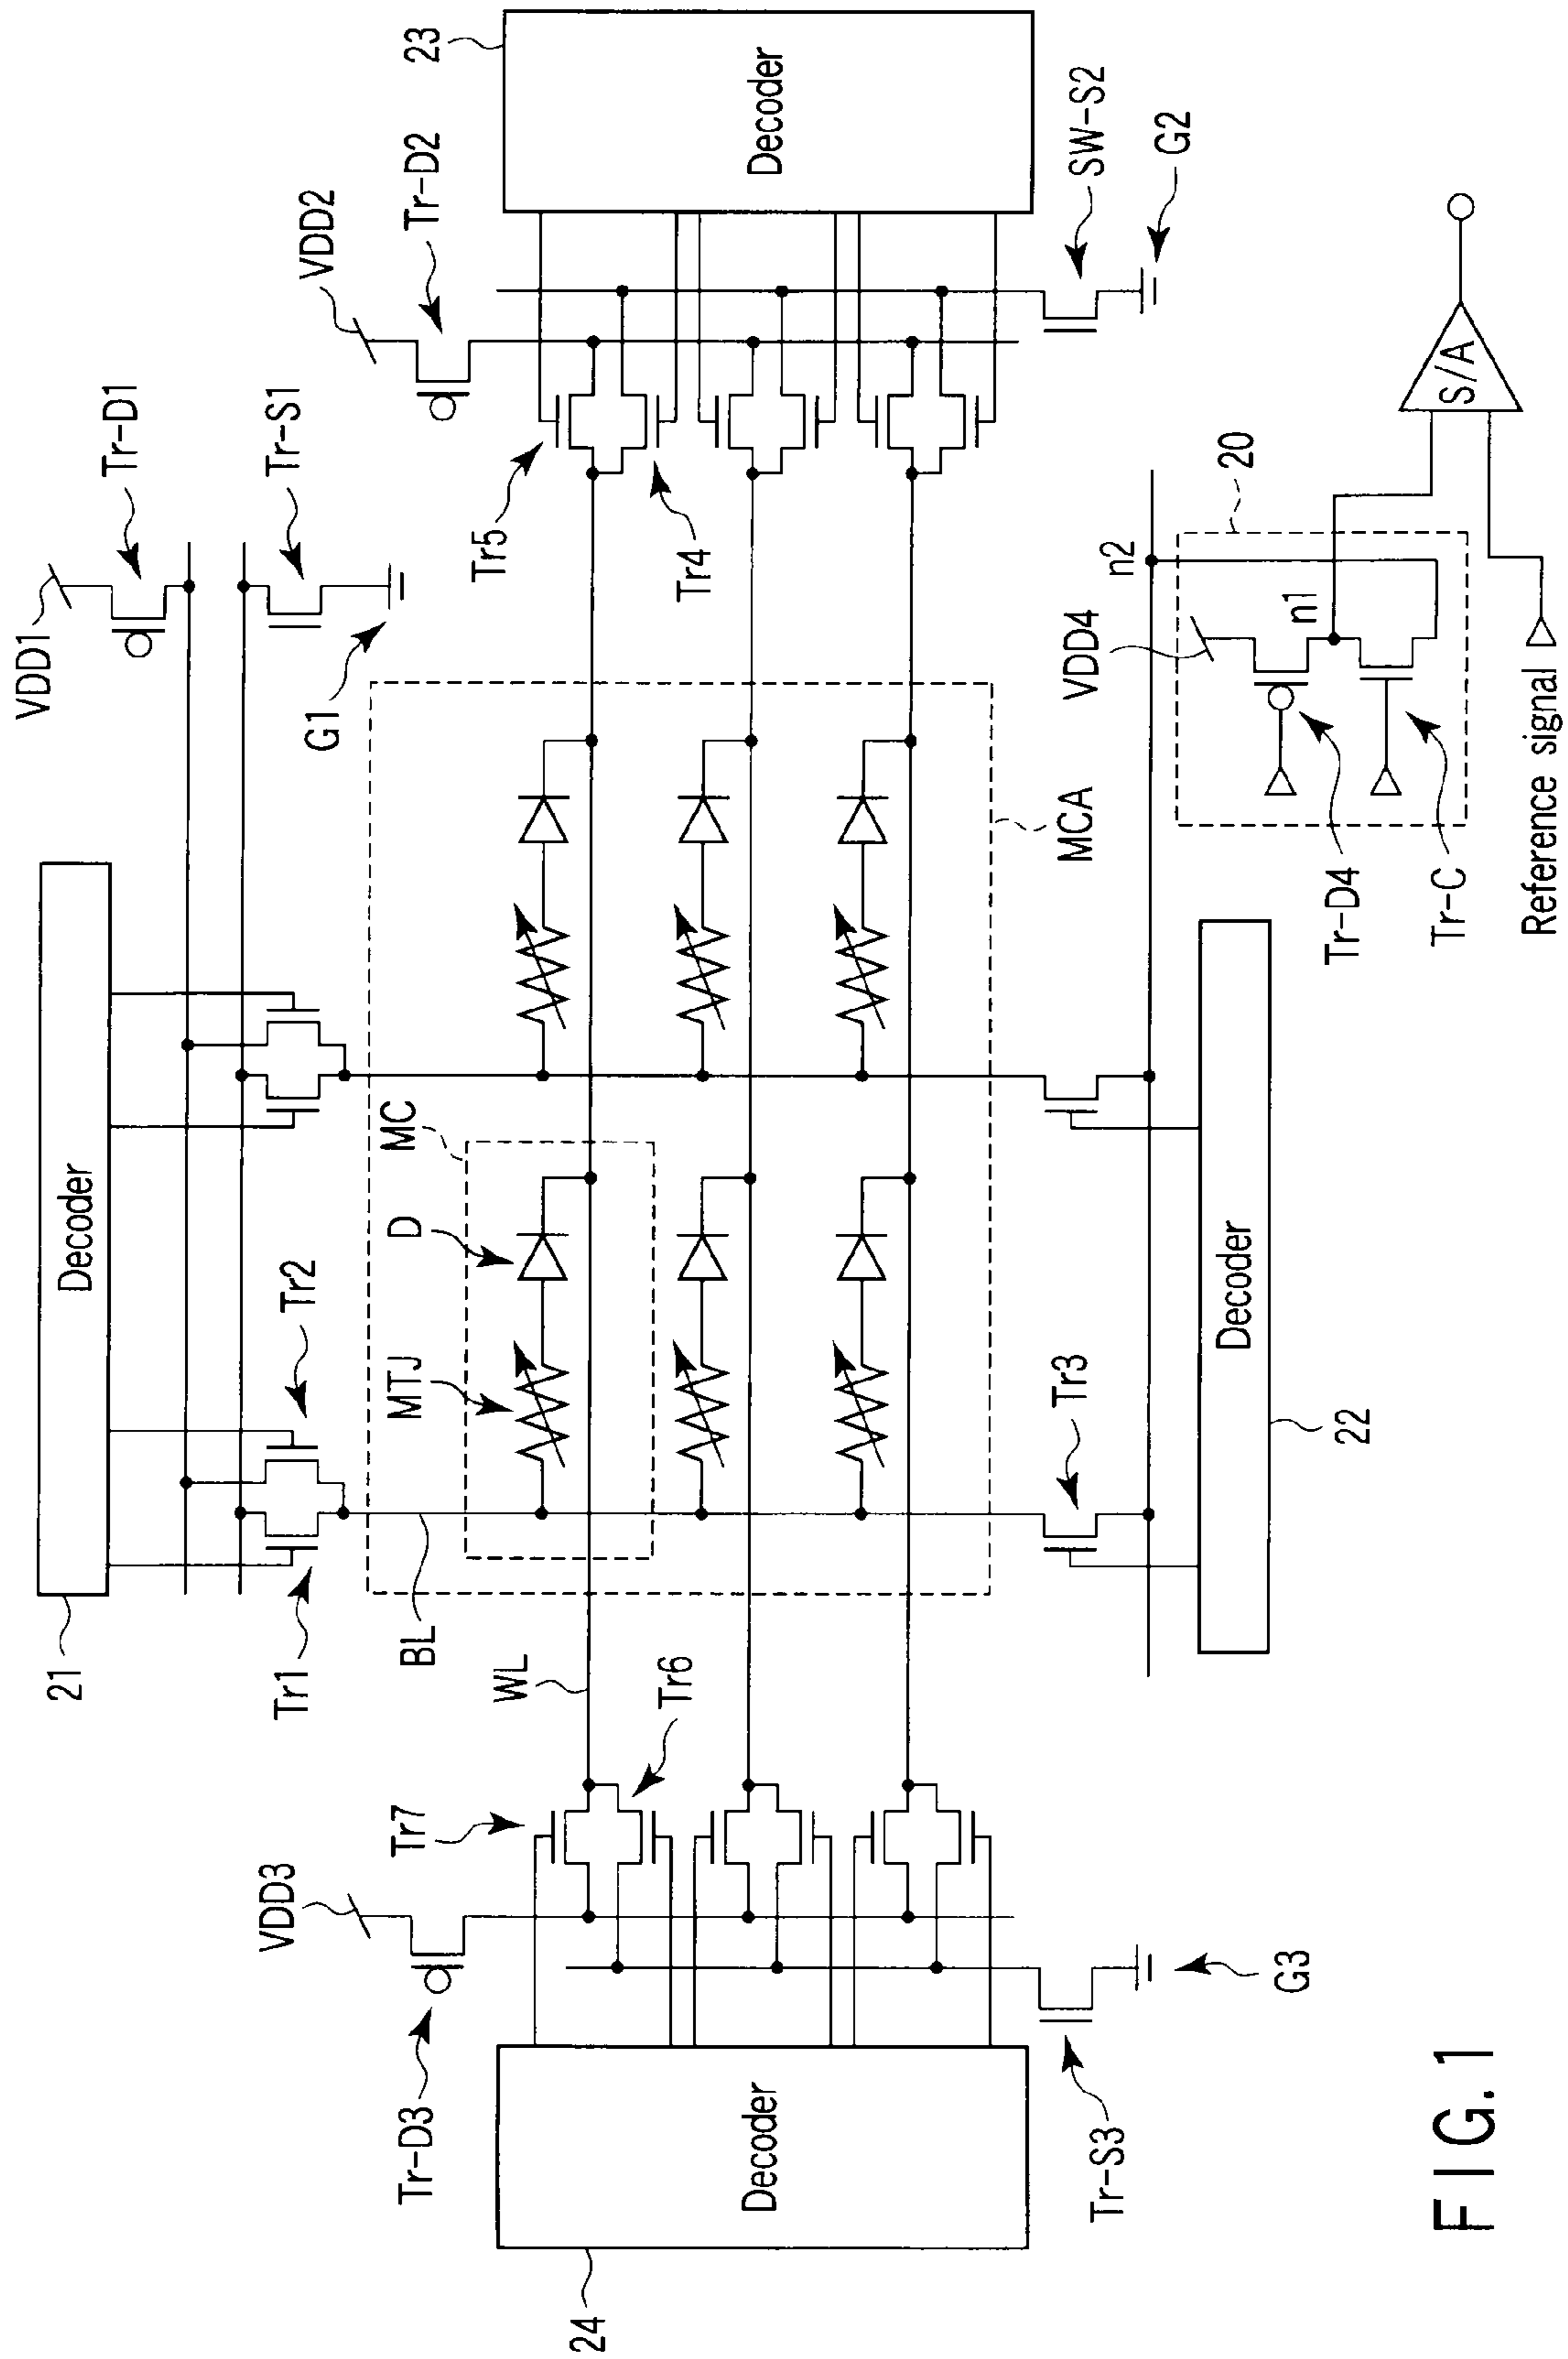 VDD1
Tr-D1
Tr-S1
G1
VDD2
Tr-D2
23
Decoder
SW-S2
G2
Tr5
Tr4
21
Decoder
Tr1
Tr2
BL
WL
MC
D
MTJ
MCA
Tr3
Decoder
22
VDD3
Tr-D3
Tr7
Tr6
24
Decoder
Tr-S3
G3
n2
20
VDD4
n1
Tr-D4
Tr-C
S/A
Reference signal
FIG.1